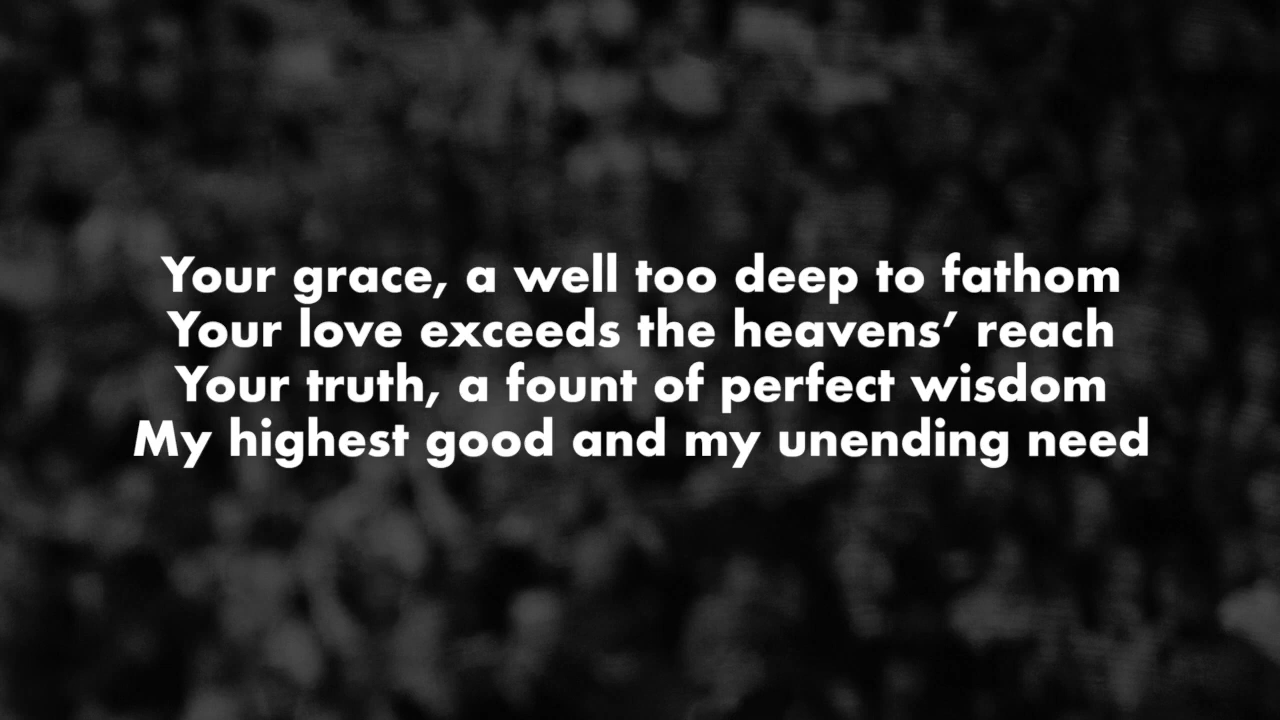 Your grace, a well too deep to fathom
Your love exceeds the heavens’ reach
Your truth, a fount of perfect wisdom
My highest good and my unending need